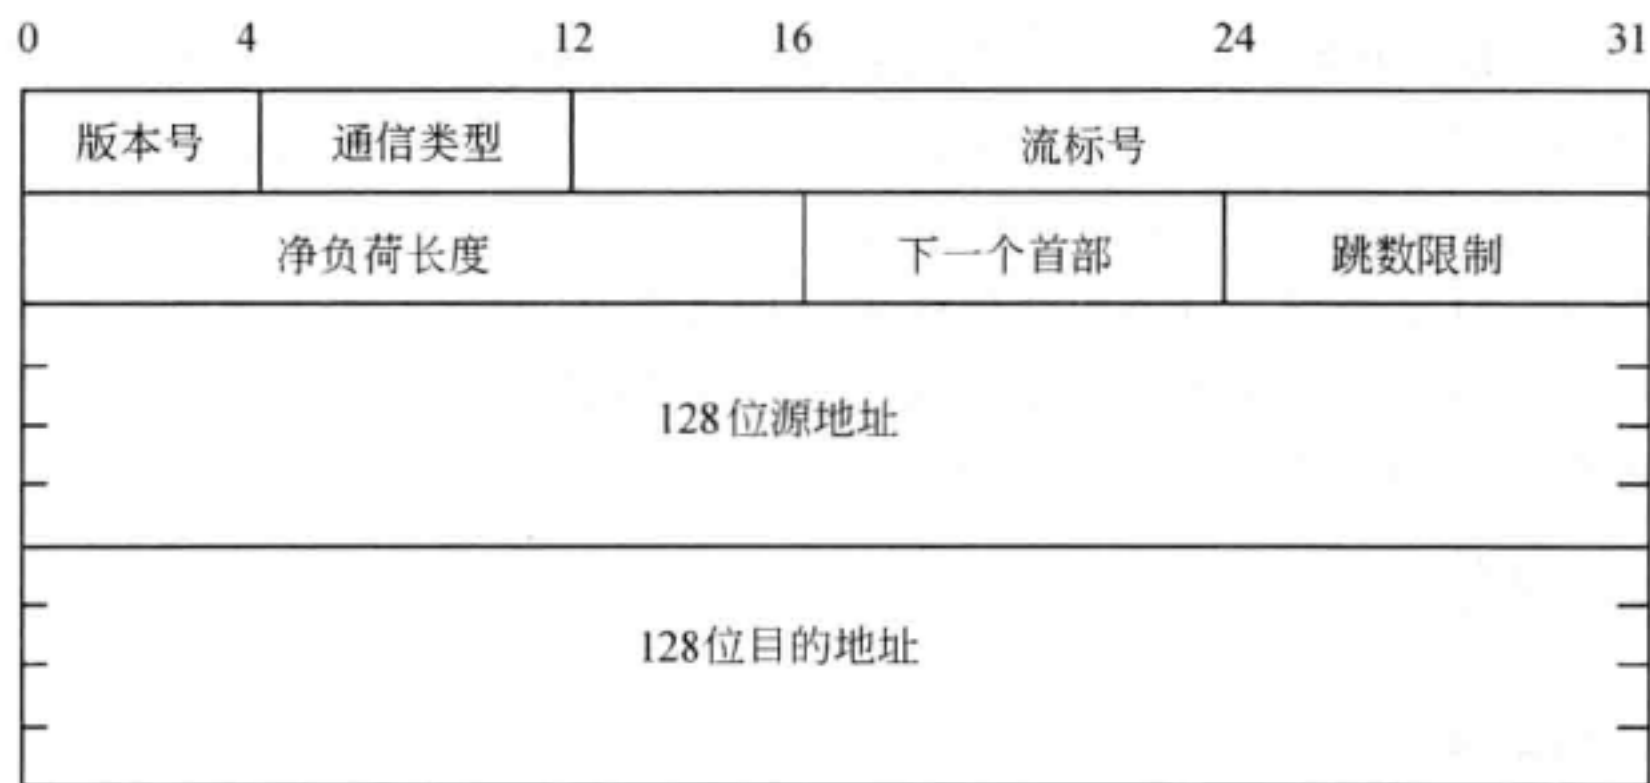 0 4 12 16 24 31
版本号 通信类型 流标号
净负荷长度 下一个首部 跳数限制
128位源地址
128位目的地址